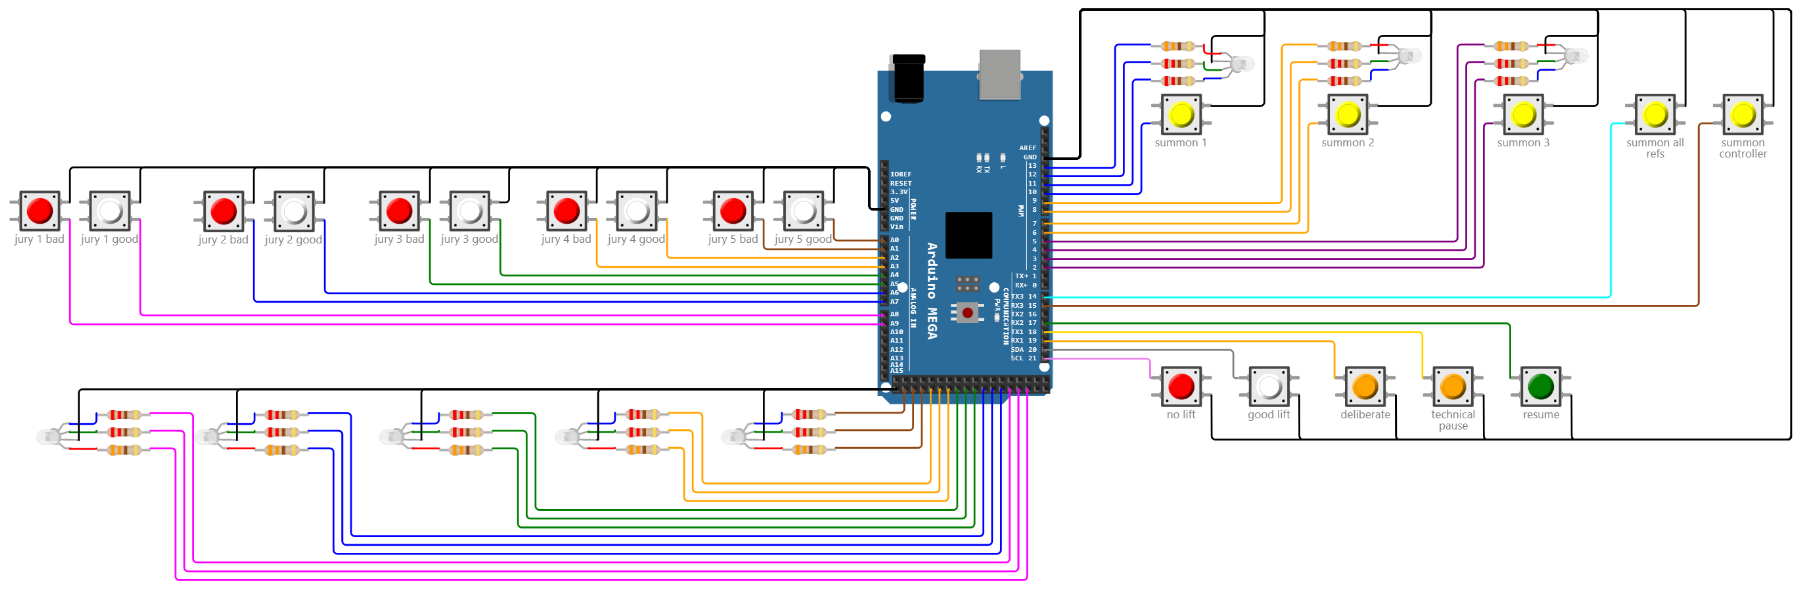 summon 1
summon 2
summon 3
summon all
refs
summon
controller
jury 1 bad
jury 1 good
jury 2 bad
jury 2 good
jury 3 bad
jury 3 good
jury 4 bad
jury 4 good
jury 5 bad
jury 5 good
IOREF
RESET
3.3V
5V
GND
GND
Vin
POWER
A0
A1
A2
A3
A4
A5
A6
A7
A8
A9
A10
A11
A12
A13
A14
A15
ANALOG IN
Arduino MEGA
RX
TX
L
PWR
AREF
GND
13
12
11
10
9
8
7
6
5
4
3
2
TX→ 1
RX← 0
PWM
TX3 14
RX3 15
TX2 16
RX2 17
TX1 18
RX1 19
SDA 20
SCL 21
COMMUNICATION
no lift
good lift
deliberate
technical
pause
resume